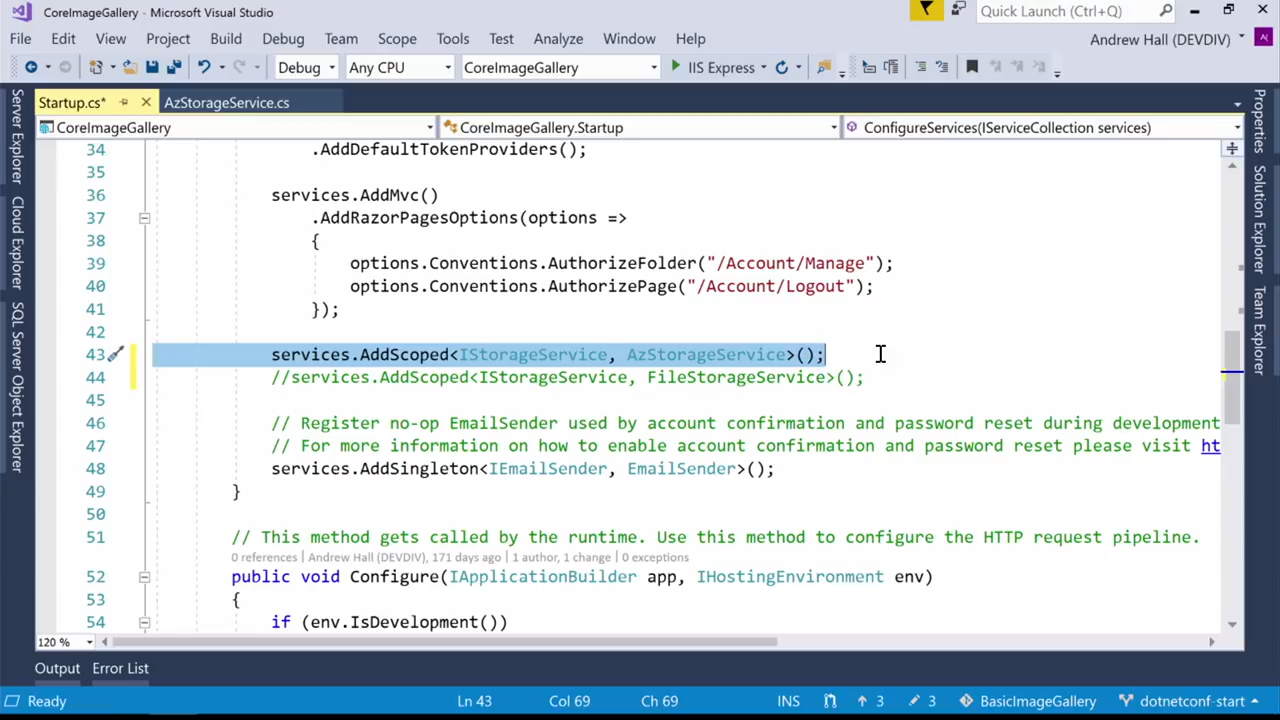 CoreImageGallery - Microsoft Visual Studio
Quick Launch (Ctrl+Q)
File Edit View Project Build Debug Team Scope Tools Test Analyze Window Help
Andrew Hall (DEVDIV)
Debug Any CPU CoreImageGallery IIS Express
Startup.cs* AzStorageService.cs
CoreImageGallery CoreImageGallery.Startup ConfigureServices(IServiceCollection services)
Server Explorer
Cloud Explorer
SQL Server Object Explorer
34 .AddDefaultTokenProviders();
35
36 services.AddMvc()
37 .AddRazorPagesOptions(options =>
38 {
39 options.Conventions.AuthorizeFolder("/Account/Manage");
40 options.Conventions.AuthorizePage("/Account/Logout");
41 });
42
43 services.AddScoped<IStorageService, AzStorageService>();
44 //services.AddScoped<IStorageService, FileStorageService>();
45
46 // Register no-op EmailSender used by account confirmation and password reset during development
47 // For more information on how to enable account confirmation and password reset please visit ht
48 services.AddSingleton<IEmailSender, EmailSender>();
49 }
50
51 // This method gets called by the runtime. Use this method to configure the HTTP request pipeline.
0 references | Andrew Hall (DEVDIV), 171 days ago | 1 author, 1 change | 0 exceptions
52 public void Configure(IApplicationBuilder app, IHostingEnvironment env)
53 {
54 if (env.IsDevelopment())
Properties
Solution Explorer
Team Explorer
120 %
Output Error List
Ready Ln 43 Col 69 Ch 69 INS 3 3 BasicImageGallery dotnetconf-start